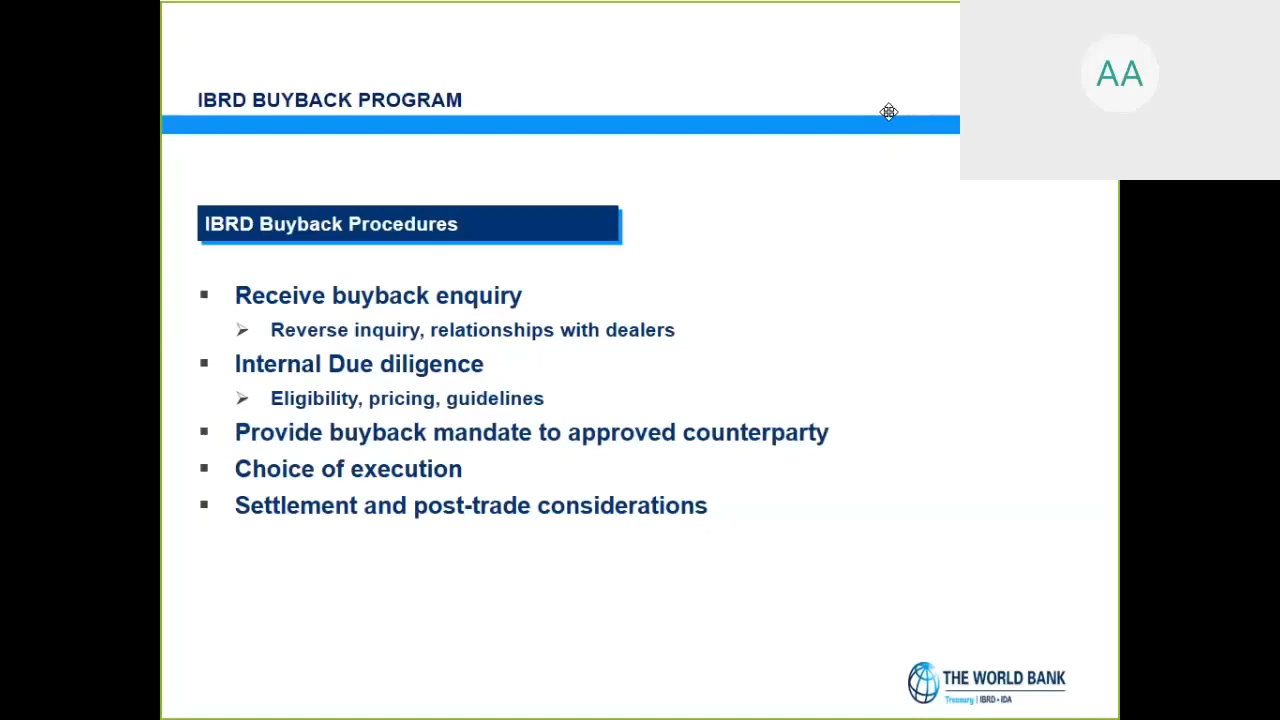 AA
IBRD BUYBACK PROGRAM
IBRD Buyback Procedures
Receive buyback enquiry
Reverse inquiry, relationships with dealers
Internal Due diligence
Eligibility, pricing, guidelines
Provide buyback mandate to approved counterparty
Choice of execution
Settlement and post-trade considerations
THE WORLD BANK
Treasury | IBRD • IDA